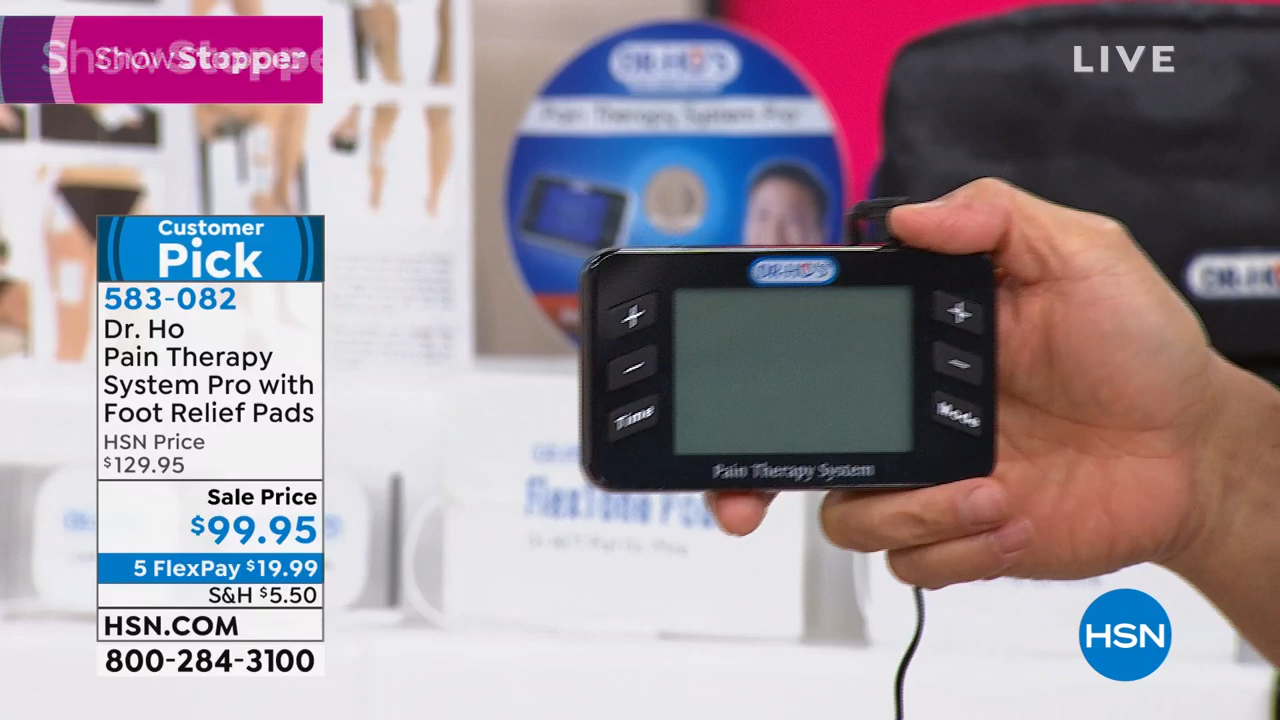 Show Stopper
LIVE
Customer
Pick
583-082
Dr. Ho
Pain Therapy
System Pro with
Foot Relief Pads
HSN Price
$129.95
Sale Price
$99.95
5 FlexPay $19.99
S&H $5.50
HSN.COM
800-284-3100
DR-HO'S
Pain Therapy System Pro
DR-HO'S
+
+
−
−
Time
Mode
Pain Therapy System
DR-HO'S
HSN